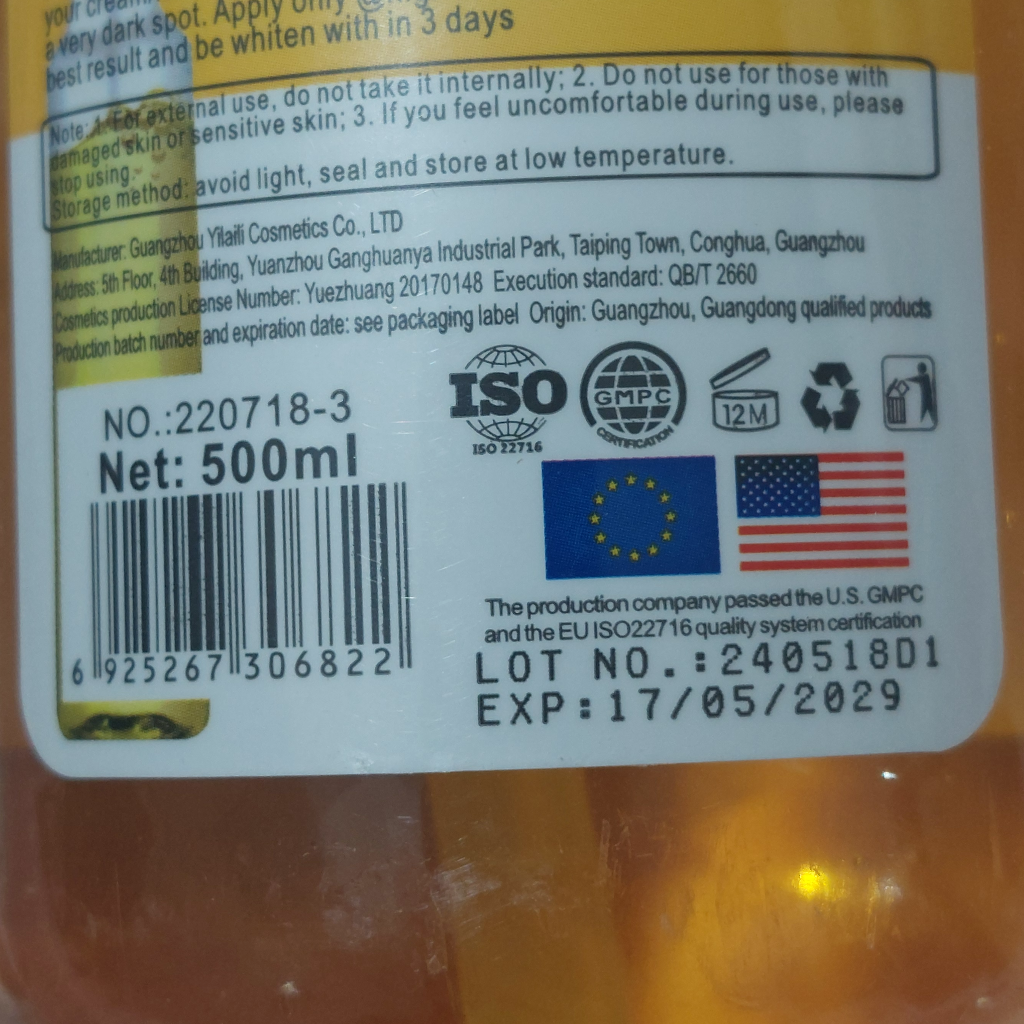 your cream.
a very dark spot. Apply only
best result and be whiten with in 3 days
Note: 1. For external use, do not take it internally; 2. Do not use for those with
damaged skin or sensitive skin; 3. If you feel uncomfortable during use, please
stop using.
Storage method: avoid light, seal and store at low temperature.
Manufacturer: Guangzhou Yilaili Cosmetics Co., LTD
Address: 5th Floor, 4th Building, Yuanzhou Ganghuanya Industrial Park, Taiping Town, Conghua, Guangzhou
Cosmetics production License Number: Yuezhuang 20170148 Execution standard: QB/T 2660
Production batch number and expiration date: see packaging label Origin: Guangzhou, Guangdong qualified products
NO.:220718-3
Net: 500ml
6 925267 306822
ISO
ISO 22716
GMPC
CERTIFICATION
12M
The production company passed the U.S. GMPC
and the EU ISO22716 quality system certification
LOT NO.:240518D1
EXP:17/05/2029